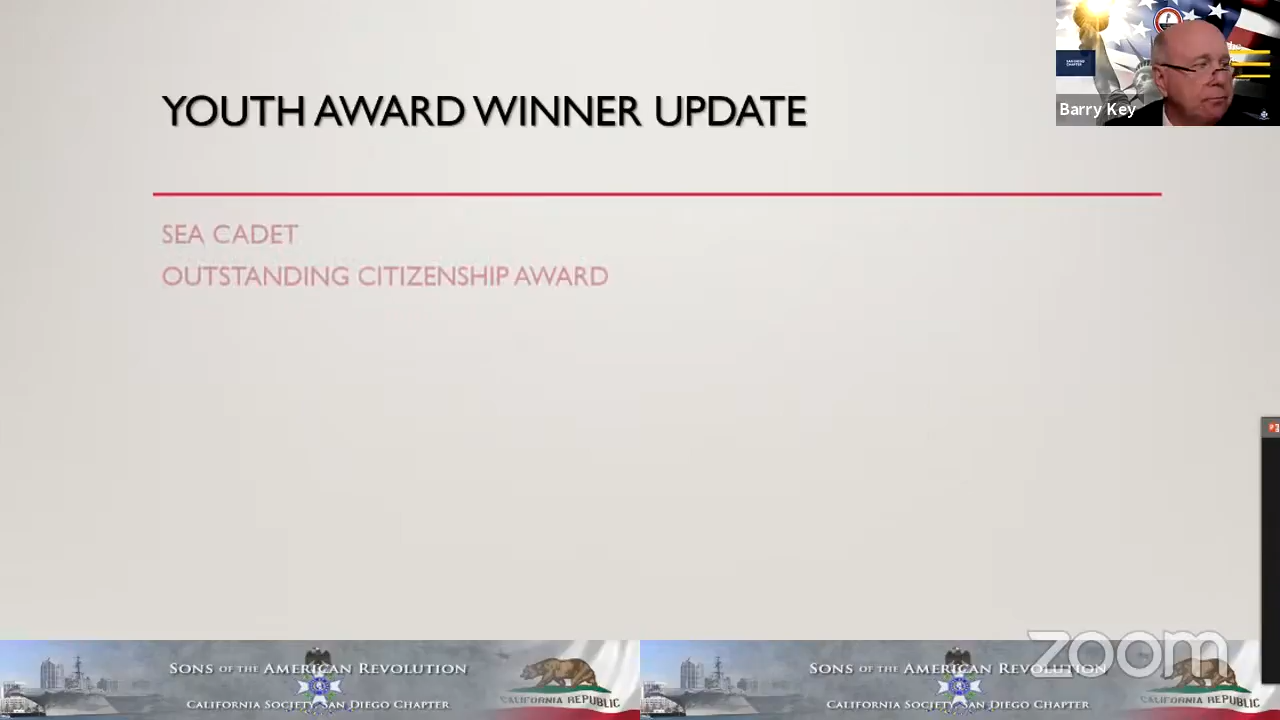 YOUTH AWARD WINNER UPDATE
Barry Key
SEA CADET
OUTSTANDING CITIZENSHIP AWARD
SONS OF THE AMERICAN REVOLUTION
CALIFORNIA SOCIETY SAN DIEGO CHAPTER
CALIFORNIA REPUBLIC
SONS OF THE AMERICAN REVOLUTION
CALIFORNIA SOCIETY SAN DIEGO CHAPTER
CALIFORNIA REPUBLIC
zoom